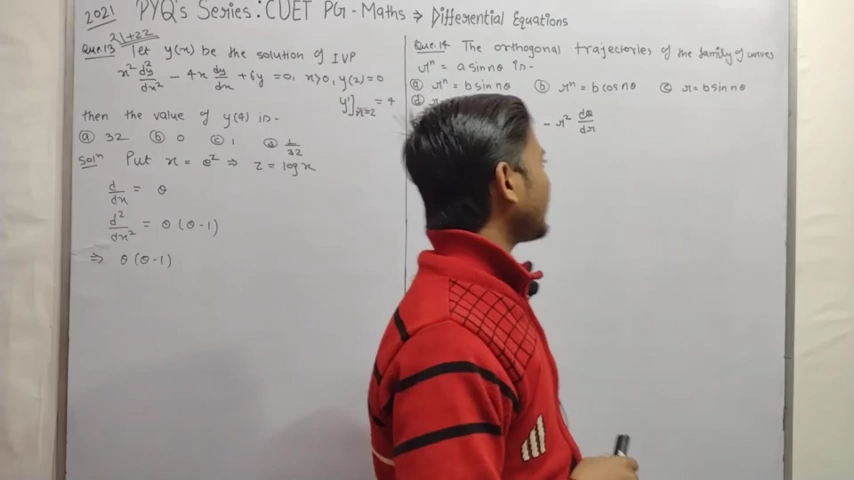 2021 PYQ's Series: CUET PG-Maths → Differential Equations
21+22
Que.13 let y(x) be the solution of IVP
x² d²y/dx² - 4x dy/dx + 6y = 0, x>0, y(2)=0
y']x=2 = 4
then the value of y(4) is-
(a) 32 (b) 0 (c) 1 (d) 1/32
Solⁿ Put x = e^z ⇒ z = log x
d/dx = θ
d²/dx² = θ(θ-1)
⇒ θ(θ-1)
Que.14 The orthogonal trajectories of the family of curves
rⁿ = a sin nθ is-
(a) rⁿ = b sin nθ (b) rⁿ = b cos nθ (c) r = b sin nθ
(d)
- r² dθ/dr